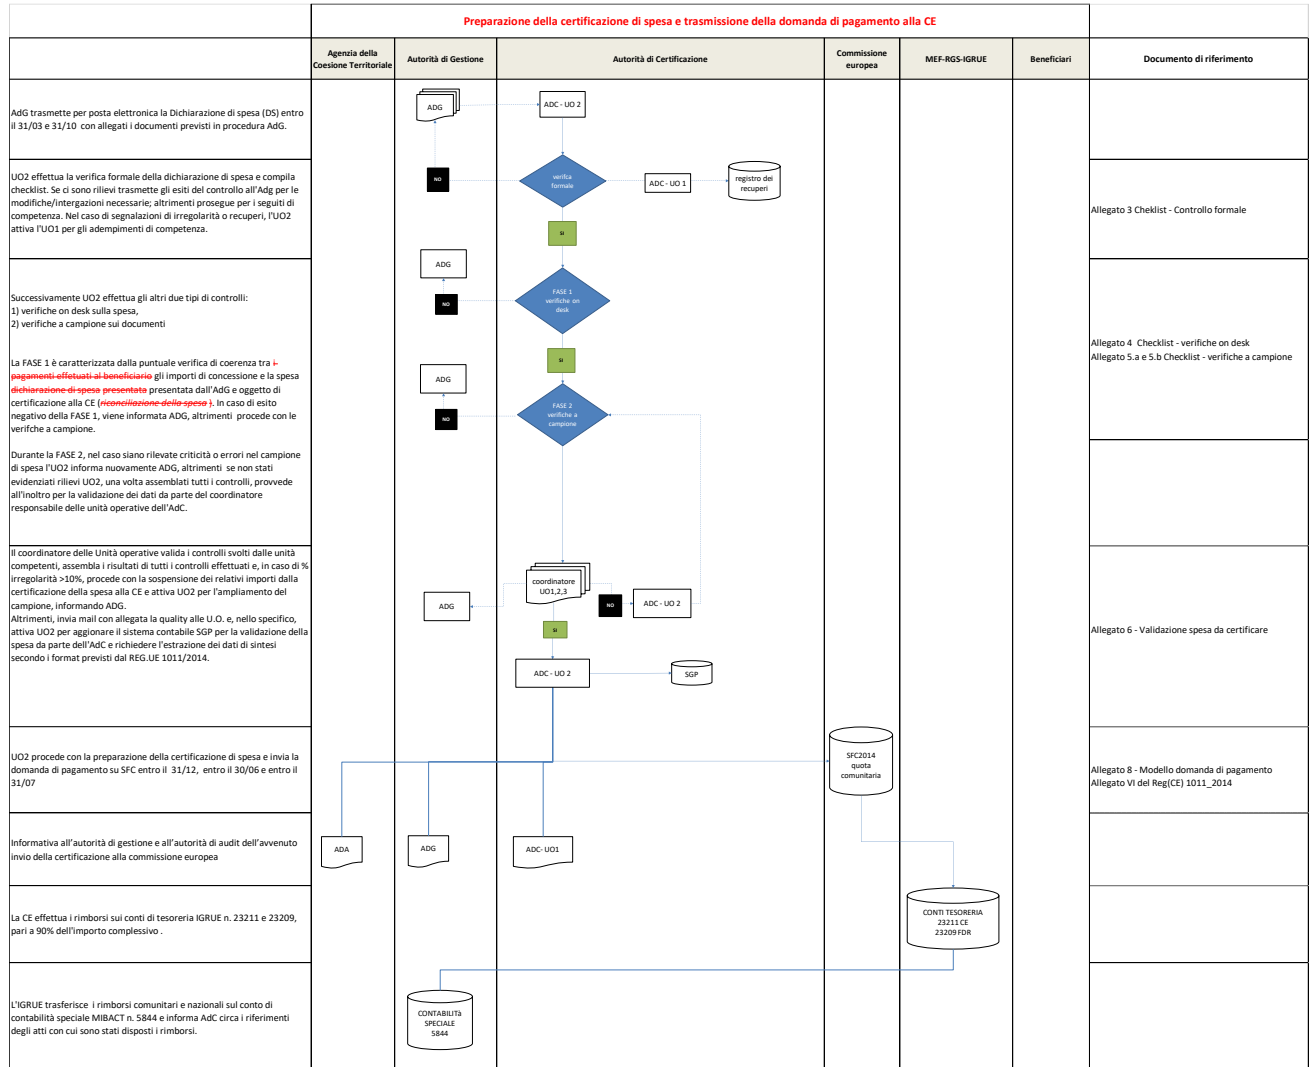 Preparazione della certificazione di spesa e trasmissione della domanda di pagamento alla CE
Agenzia della
Coesione Territoriale
Autorità di Gestione
Autorità di Certificazione
Commissione
europea
MEF-RGS-IGRUE
Beneficiari
Documento di riferimento
AdG trasmette per posta elettronica la Dichiarazione di spesa (DS) entro
il 31/03 e 31/10 con allegati i documenti previsti in procedura AdG.
ADG
ADC - UO 2
UO2 effettua la verifica formale della dichiarazione di spesa e compila
checklist. Se ci sono rilievi trasmette gli esiti del controllo all'Adg per le
modifiche/intergazioni necessarie; altrimenti prosegue per i seguiti di
competenza. Nel caso di segnalazioni di irregolarità o recuperi, l'UO2
attiva l'UO1 per gli adempimenti di competenza.
NO
verifca
formale
ADC - UO 1
registro dei
recuperi
SI
Allegato 3 Cheklist - Controllo formale
Successivamente UO2 effettua gli altri due tipi di controlli:
1) verifiche on desk sulla spesa,
2) verifiche a campione sui documenti
La FASE 1 è caratterizzata dalla puntuale verifica di coerenza tra i
pagamenti effetuati al beneficiario gli importi di concessione e la spesa
dichiarazione di spesa presentata presentata dall'AdG e oggetto di
certificazione alla CE (riconciliazione della spesa ). In caso di esito
negativo della FASE 1, viene informata ADG, altrimenti procede con le
verifche a campione.
Durante la FASE 2, nel caso siano rilevate criticità o errori nel campione
di spesa l'UO2 informa nuovamente ADG, altrimenti se non stati
evidenziati rilievi UO2, una volta assemblati tutti i controlli, provvede
all'inoltro per la validazione dei dati da parte del coordinatore
responsabile delle unità operative dell'AdC.
ADG
NO
FASE 1
verifiche on
desk
SI
ADG
NO
FASE 2
verifiche a
campione
Allegato 4 Checklist - verifiche on desk
Allegato 5.a e 5.b Checklist - verifiche a campione
Il coordinatore delle Unità operative valida i controlli svolti dalle unità
competenti, assembla i risultati di tutti i controlli effettuati e, in caso di %
irregolarità >10%, procede con la sospensione dei relativi importi dalla
certificazione della spesa alla CE e attiva UO2 per l'ampliamento del
campione, informando ADG.
Altrimenti, invia mail con allegata la quality alle U.O. e, nello specifico,
attiva UO2 per aggionare il sistema contabile SGP per la validazione della
spesa da parte dell'AdC e richiedere l'estrazione dei dati di sintesi
secondo i format previsti dal REG.UE 1011/2014.
ADG
coordinatore
UO1,2,3
NO
ADC - UO 2
SI
ADC - UO 2
SGP
Allegato 6 - Validazione spesa da certificare
UO2 procede con la preparazione della certificazione di spesa e invia la
domanda di pagamento su SFC entro il 31/12, entro il 30/06 e entro il
31/07
SFC2014
quota
comunitaria
Allegato 8 - Modello domanda di pagamento
Allegato VI del Reg(CE) 1011_2014
Informativa all’autorità di gestione e all’autorità di audit dell’avvenuto
invio della certificazione alla commissione europea
ADA
ADG
ADC- UO1
La CE effettua i rimborsi sui conti di tesoreria IGRUE n. 23211 e 23209,
pari a 90% dell'importo complessivo .
CONTI TESORERIA
23211 CE
23209 FDR
L'IGRUE trasferisce i rimborsi comunitari e nazionali sul conto di
contabilità speciale MIBACT n. 5844 e informa AdC circa i riferimenti
degli atti con cui sono stati disposti i rimborsi.
CONTABILITà
SPECIALE
5844